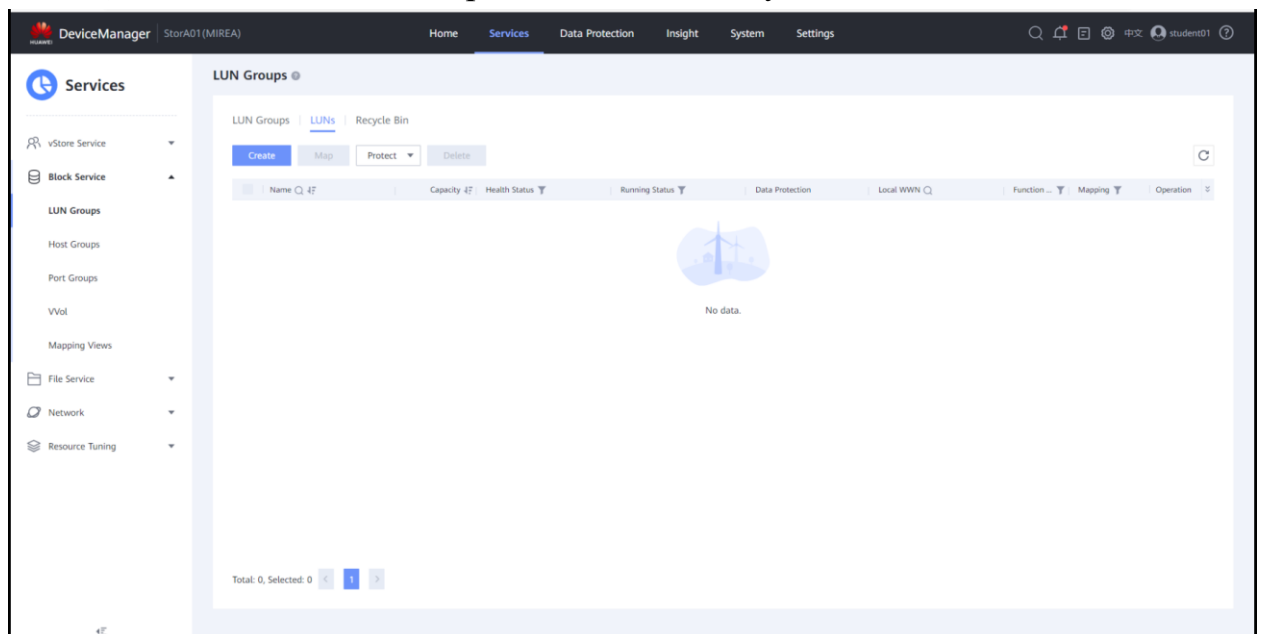 HUAWEI DeviceManager StorA01(MIREA) Home Services Data Protection Insight System Settings 中文 student01
Services
vStore Service
Block Service
LUN Groups
Host Groups
Port Groups
VVol
Mapping Views
File Service
Network
Resource Tuning
LUN Groups
LUN Groups LUNs Recycle Bin
Create Map Protect Delete
Name Capacity Health Status Running Status Data Protection Local WWN Function ... Mapping Operation
No data.
Total: 0, Selected: 0 < 1 >